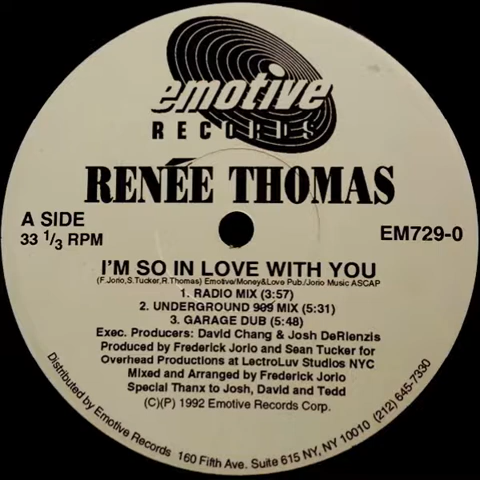 emotive
RECORDS
RENÉE THOMAS
A SIDE
33 1/3 RPM
EM729-0
I'M SO IN LOVE WITH YOU
(F.Jorio,S.Tucker,R.Thomas) Emotive/Money&Love Pub./Jorio Music ASCAP
1. RADIO MIX (3:57)
2. UNDERGROUND 909 MIX (5:31)
3. GARAGE DUB (5:48)
Exec. Producers: David Chang & Josh DeRienzis
Produced by Frederick Jorio and Sean Tucker for
Overhead Productions at LectroLuv Studios NYC
Mixed and Arranged by Frederick Jorio
Special Thanx to Josh, David and Tedd
(C)(P) 1992 Emotive Records Corp.
Distributed by Emotive Records 160 Fifth Ave. Suite 615 NY, NY, 10010 (212) 645-7330